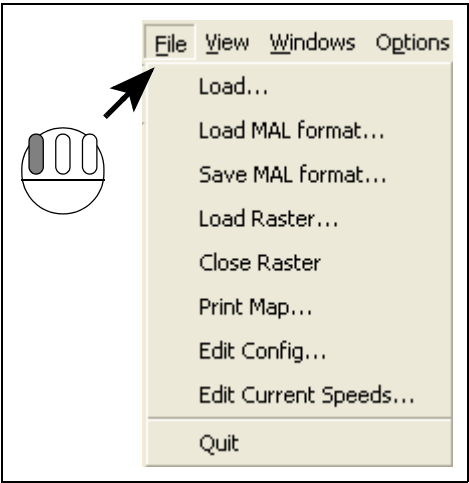 File View Windows Options
Load...
Load MAL format...
Save MAL format...
Load Raster...
Close Raster
Print Map...
Edit Config...
Edit Current Speeds...
Quit